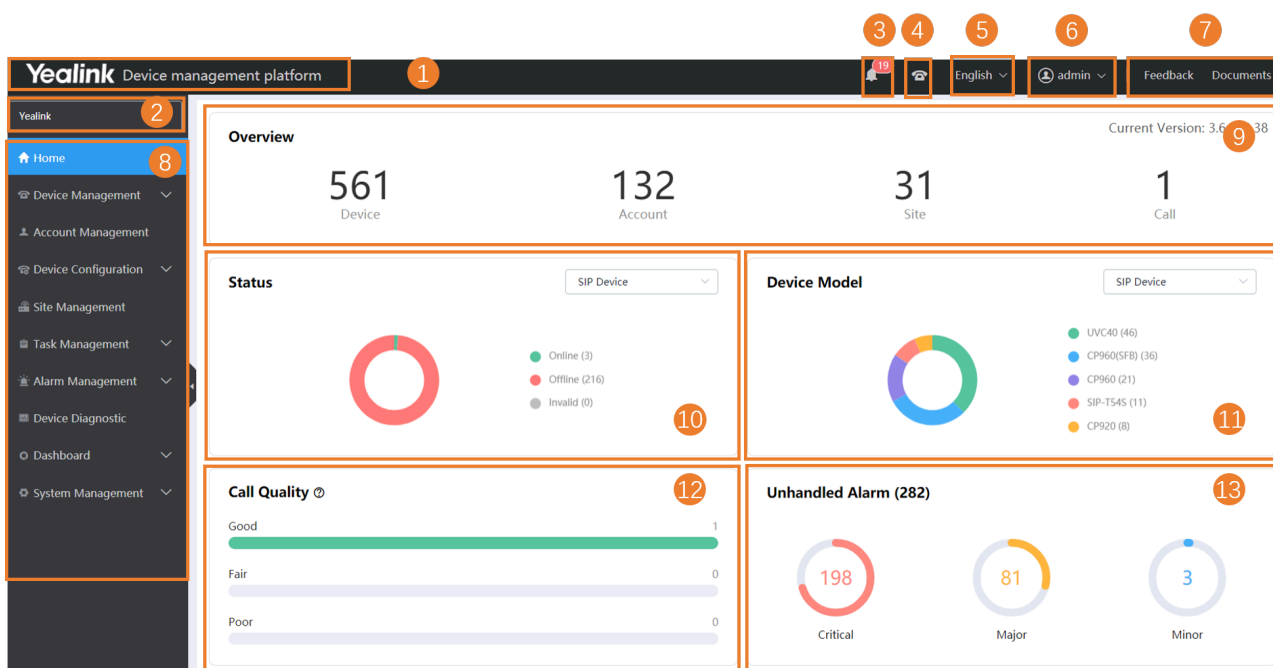 3 4 5 6 7
Yealink Device management platform 1 19 English admin Feedback Documents
Yealink 2
Home 8
Device Management
Account Management
Device Configuration
Site Management
Task Management
Alarm Management
Device Diagnostic
Dashboard
System Management
Overview
Current Version: 3.6 38
9
561 132 31 1
Device Account Site Call
Status SIP Device
Online (3)
Offline (216)
Invalid (0)
10
Device Model SIP Device
UVC40 (46)
CP960(SFB) (36)
CP960 (21)
SIP-T54S (11)
CP920 (8)
11
Call Quality ? 12
Good 1
Fair 0
Poor 0
Unhandled Alarm (282) 13
198 81 3
Critical Major Minor